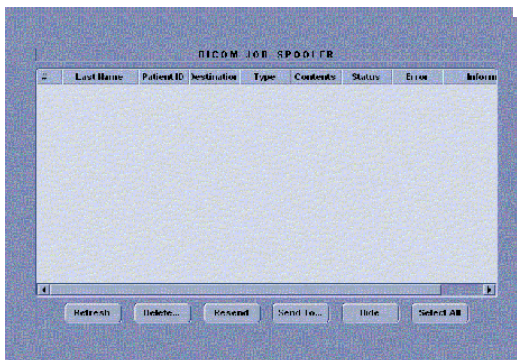 DICOM JOB SPOOLER
# Last Name Patient ID Destination Type Contents Status Error Inform
Refresh Delete... Resend Send To... Hide Select All